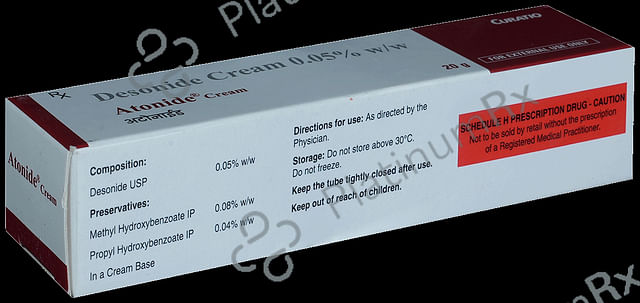 CURATIO
FOR EXTERNAL USE ONLY
Rx
Desonide Cream 0.05% w/w
Atonide® Cream
अटोनाईड
20 g
Atonide® Cream
Composition:
Desonide USP 0.05% w/w
Preservatives:
Methyl Hydroxybenzoate IP 0.08% w/w
Propyl Hydroxybenzoate IP 0.04% w/w
In a Cream Base
Directions for use: As directed by the
Physician.
Storage: Do not store above 30°C.
Do not freeze.
Keep the tube tightly closed after use.
Keep out of reach of children.
SCHEDULE H PRESCRIPTION DRUG - CAUTION
Not to be sold by retail without the prescription
of a Registered Medical Practitioner.
PlatinumRx